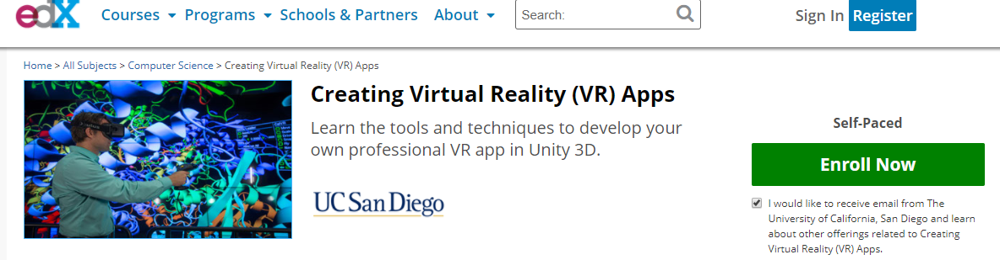 edX Courses Programs Schools & Partners About Search: Sign In Register
Home > All Subjects > Computer Science > Creating Virtual Reality (VR) Apps
Creating Virtual Reality (VR) Apps
Learn the tools and techniques to develop your
own professional VR app in Unity 3D.
UC San Diego
Self-Paced
Enroll Now
I would like to receive email from The
University of California, San Diego and learn
about other offerings related to Creating
Virtual Reality (VR) Apps.